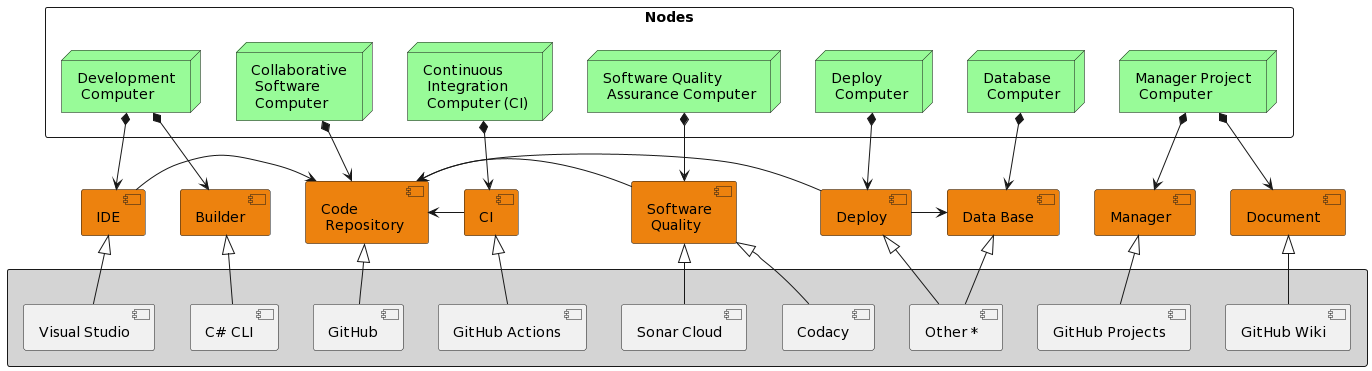 Nodes
Development
Computer
Collaborative
Software
Computer
Continuous
Integration
Computer (CI)
Software Quality
Assurance Computer
Deploy
Computer
Database
Computer
Manager Project
Computer
IDE
Builder
Code
Repository
CI
Software
Quality
Deploy
Data Base
Manager
Document
Visual Studio
C# CLI
GitHub
GitHub Actions
Sonar Cloud
Codacy
Other *
GitHub Projects
GitHub Wiki